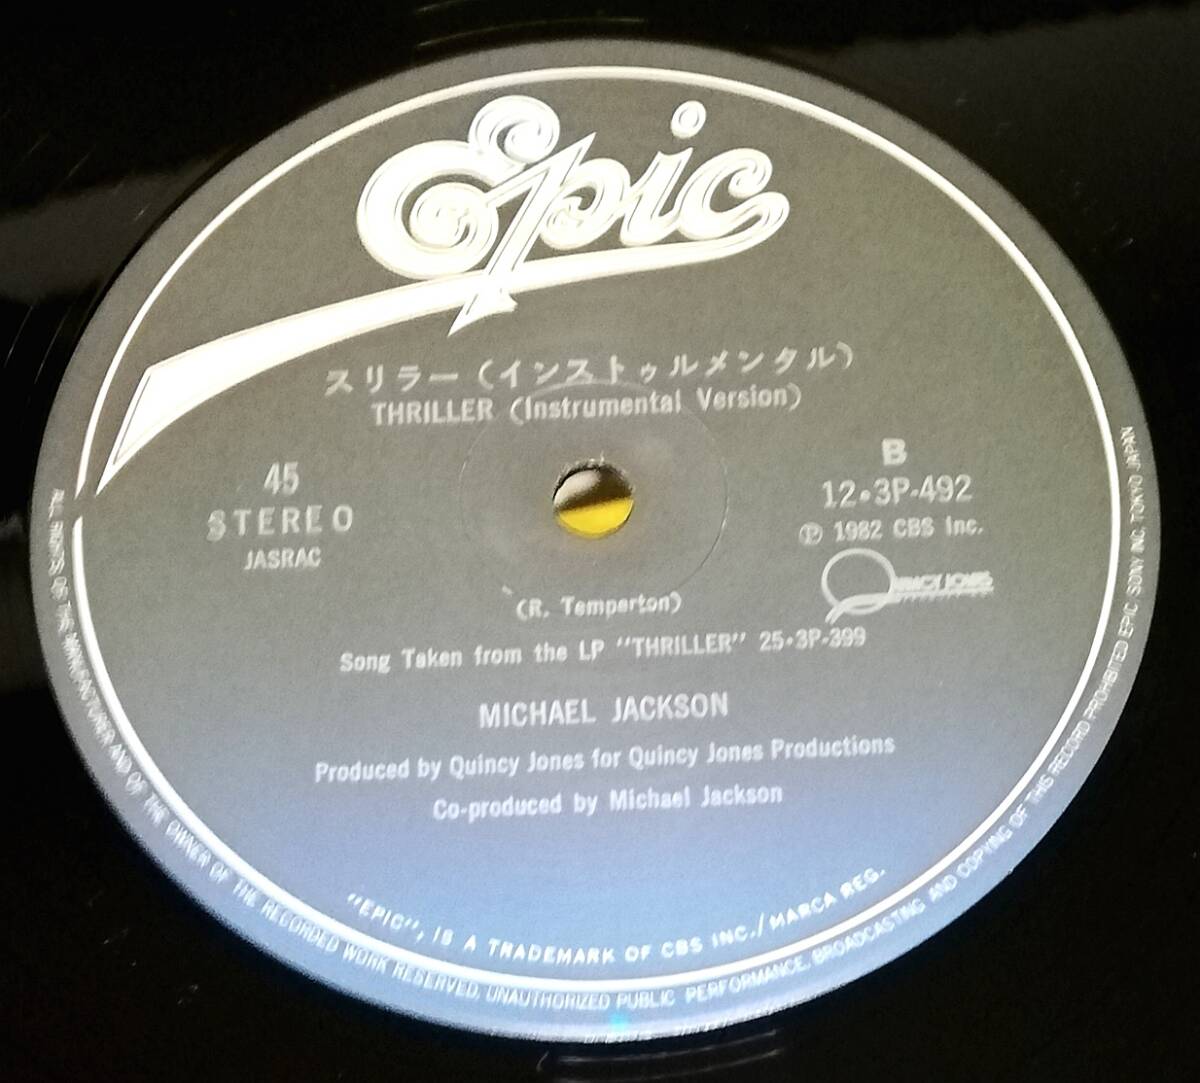 Epic
スリラー（インストゥルメンタル）
THRILLER (Instrumental Version)
45
STEREO
JASRAC
B
12・3P-492
Ⓟ 1982 CBS Inc.
QUINCY JONES
(R. Temperton)
Song Taken from the LP "THRILLER" 25・3P-399
MICHAEL JACKSON
Produced by Quincy Jones for Quincy Jones Productions
Co-produced by Michael Jackson
"EPIC", IS A TRADEMARK OF CBS INC./MARCA REG.
ALL RIGHTS OF THE MANUFACTURER AND OF THE OWNER OF THE RECORDED WORK RESERVED, UNAUTHORIZED PUBLIC PERFORMANCE, BROADCASTING AND COPYING OF THIS RECORD PROHIBITED EPIC/SONY INC. TOKYO JAPAN